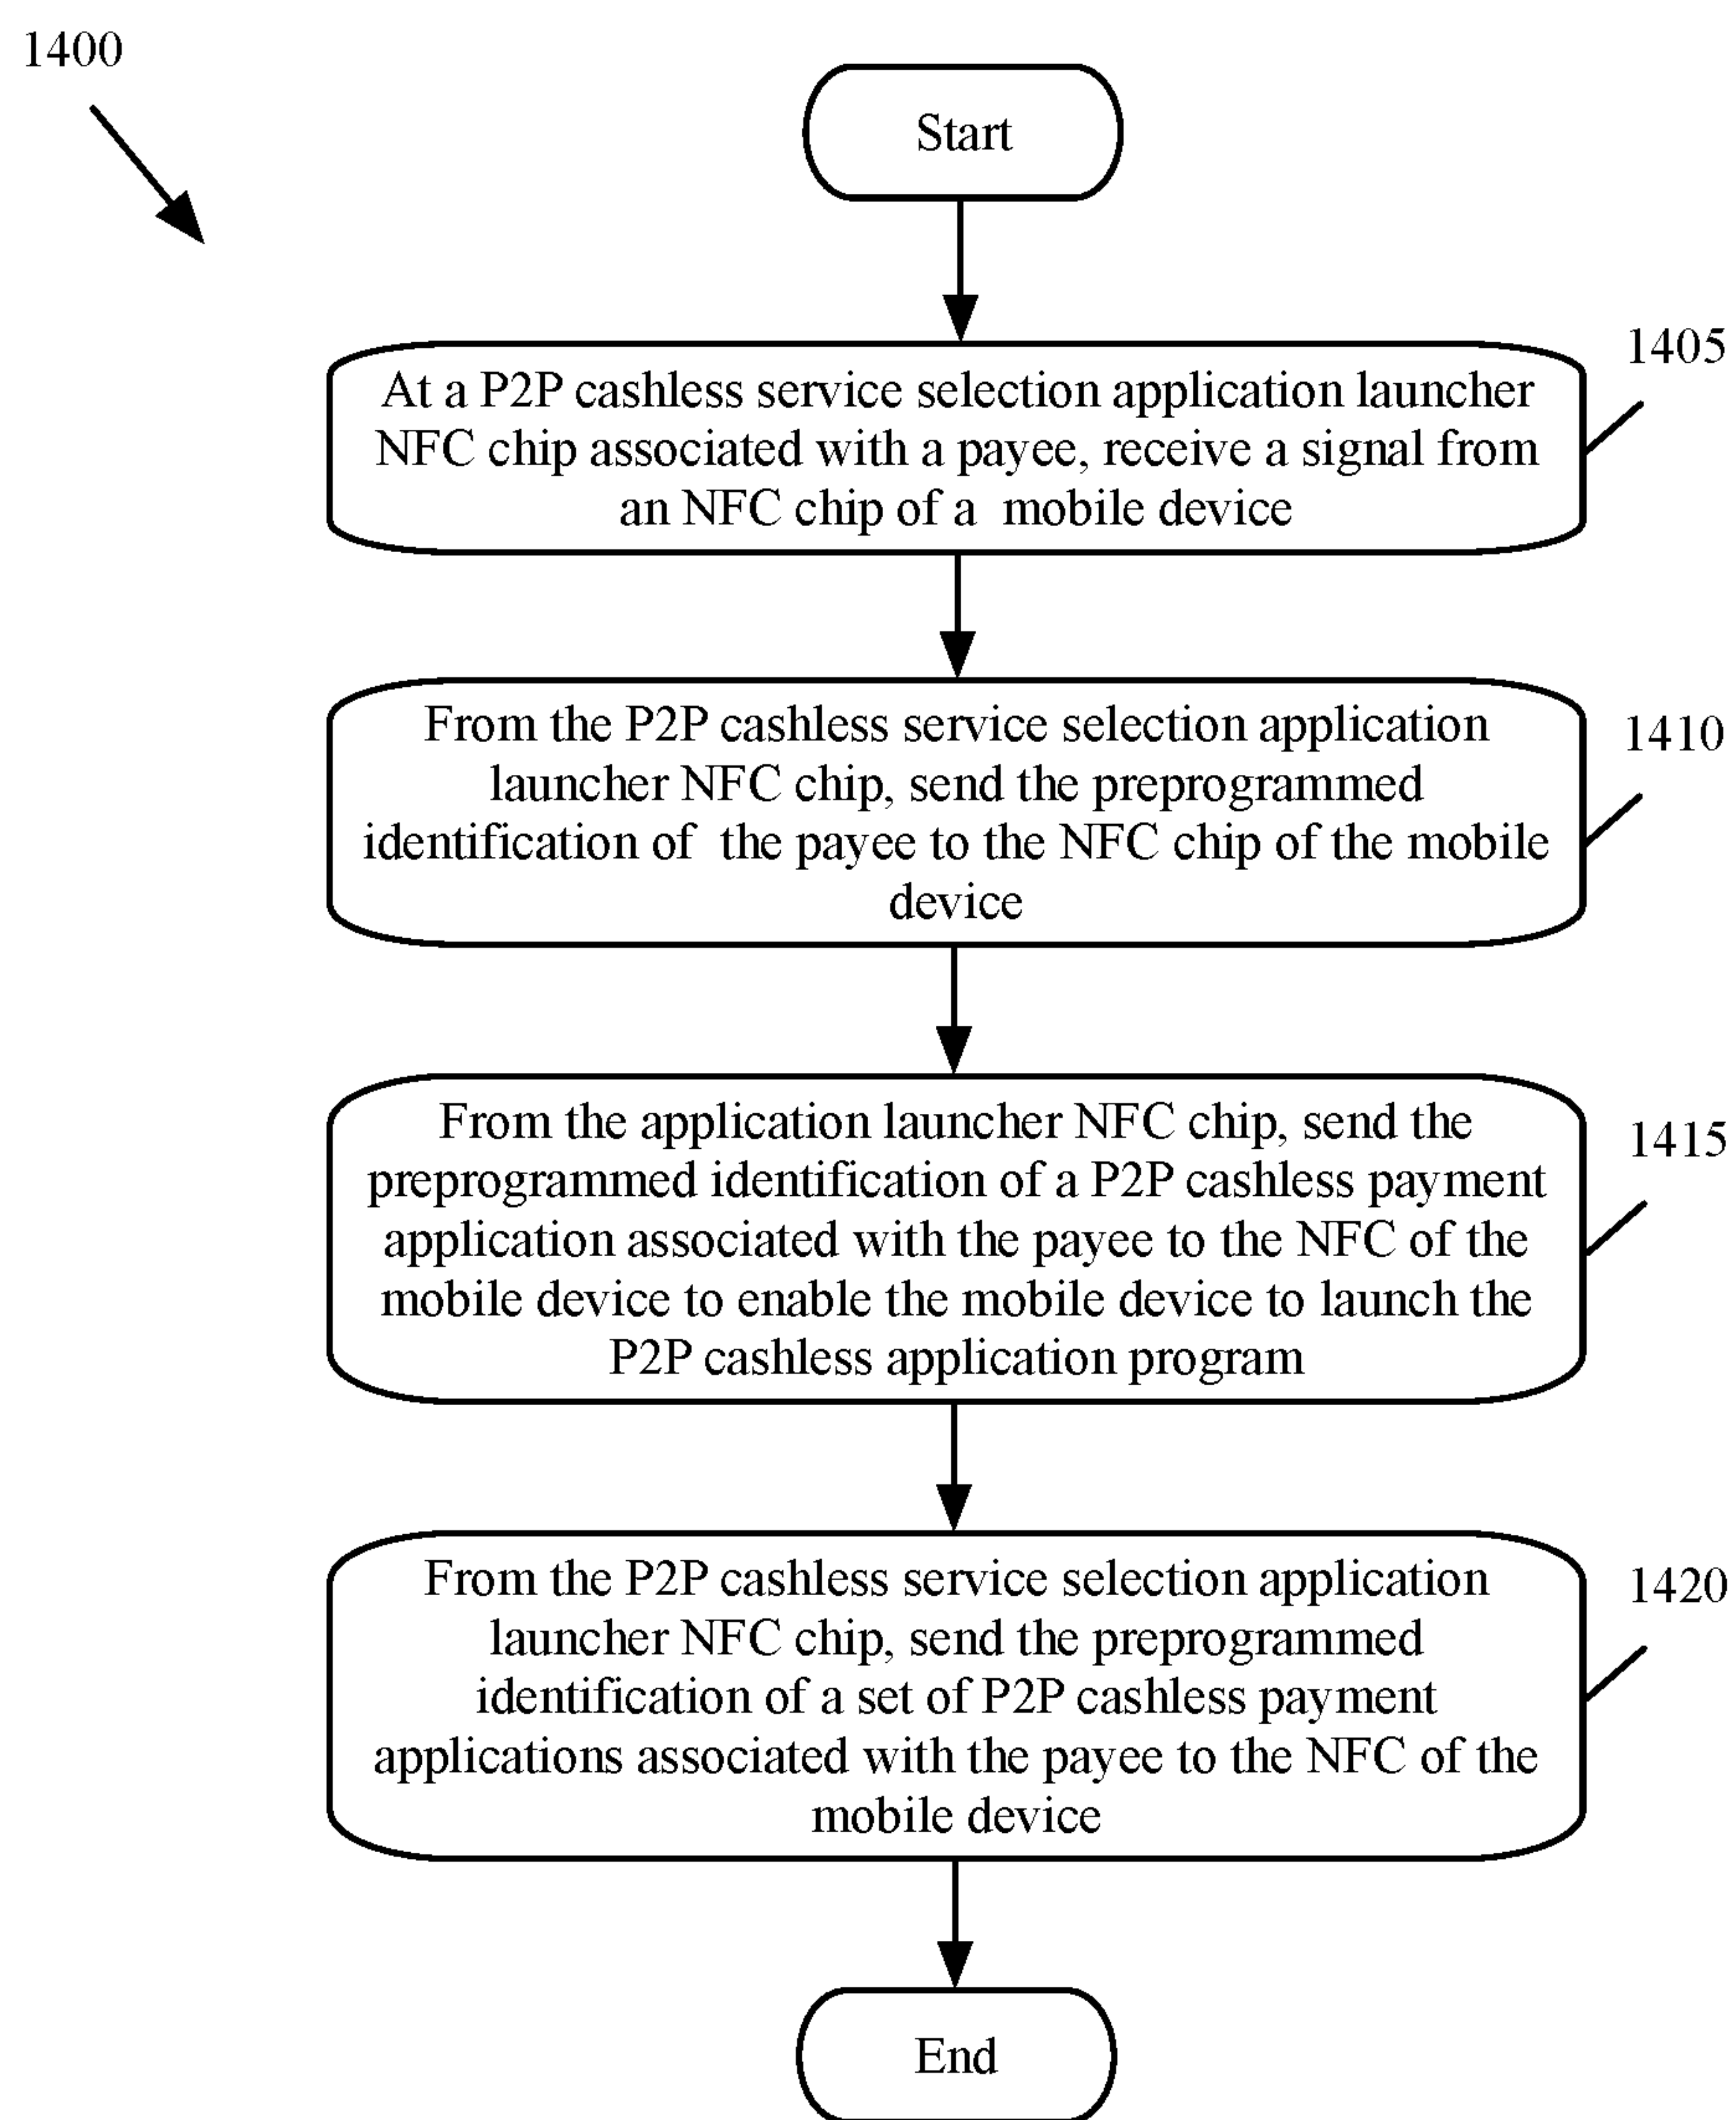 1400
Start
1405
At a P2P cashless service selection application launcher
NFC chip associated with a payee, receive a signal from
an NFC chip of a mobile device
1410
From the P2P cashless service selection application
launcher NFC chip, send the preprogrammed
identification of the payee to the NFC chip of the mobile
device
1415
From the application launcher NFC chip, send the
preprogrammed identification of a P2P cashless payment
application associated with the payee to the NFC of the
mobile device to enable the mobile device to launch the
P2P cashless application program
1420
From the P2P cashless service selection application
launcher NFC chip, send the preprogrammed
identification of a set of P2P cashless payment
applications associated with the payee to the NFC of the
mobile device
End